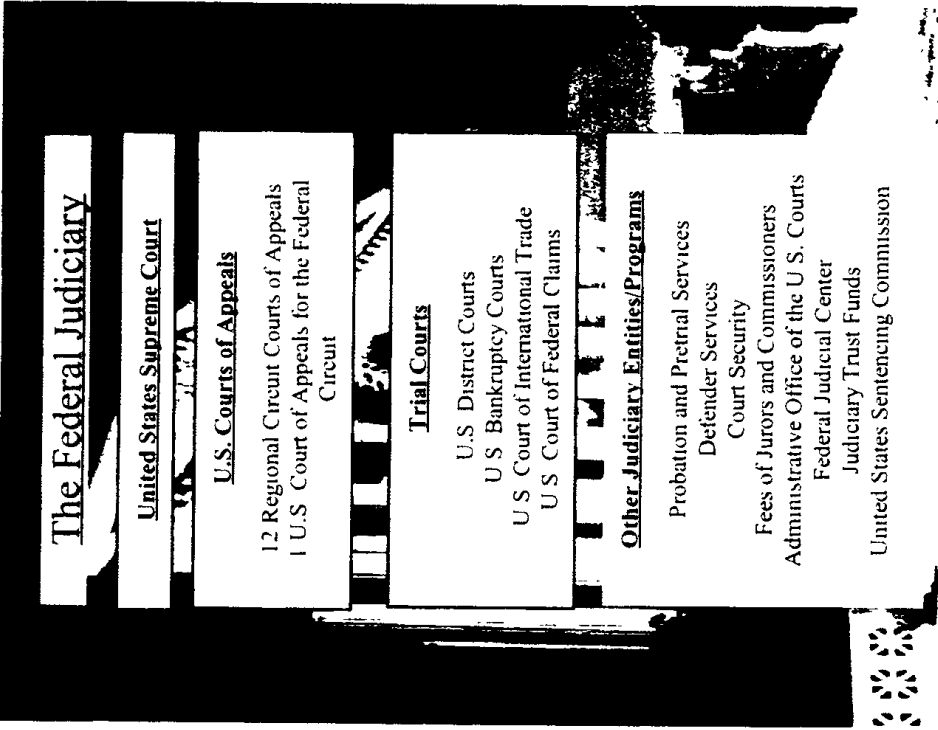 The Federal Judiciary
United States Supreme Court
U.S. Courts of Appeals
12 Regional Circuit Courts of Appeals
1 U.S Court of Appeals for the Federal
Circuit
Trial Courts
U.S District Courts
U S Bankruptcy Courts
U S Court of International Trade
U S Court of Federal Claims
Other Judiciary Entities/Programs
Probation and Pretrial Services
Defender Services
Court Security
Fees of Jurors and Commissioners
Administrative Office of the U S. Courts
Federal Judicial Center
Judiciary Trust Funds
United States Sentencing Commission